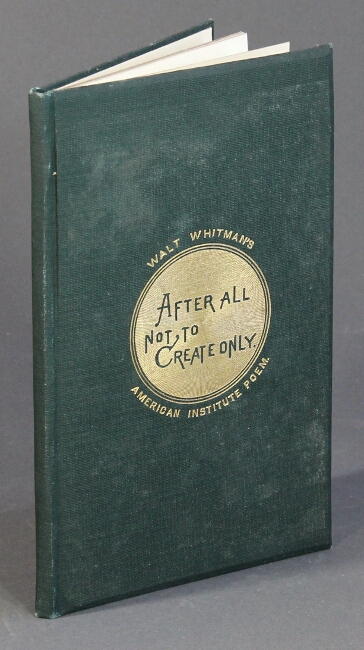 WALT WHITMAN'S
AFTER ALL
NOT TO
CREATE ONLY.
AMERICAN INSTITUTE POEM.